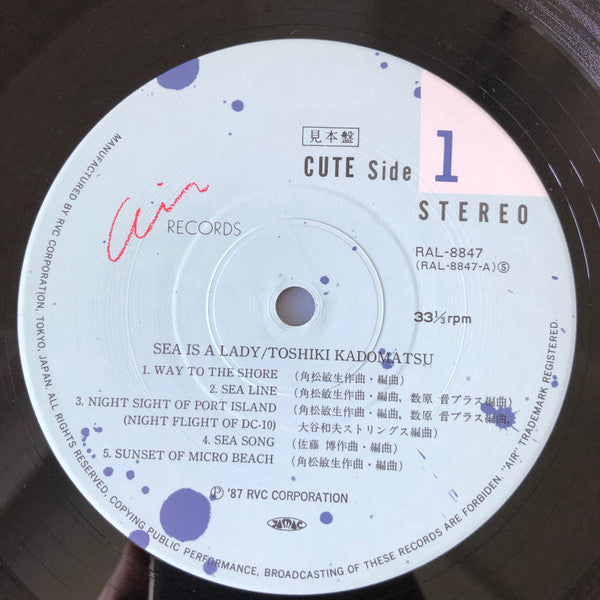 見本盤
CUTE Side 1
STEREO
Air RECORDS
RAL-8847
(RAL-8847-A)⑤
33⅓rpm
SEA IS A LADY/TOSHIKI KADOMATSU
1. WAY TO THE SHORE (角松敏生作曲・編曲)
2. SEA LINE (角松敏生作曲・編曲, 数原 晋ブラス編曲)
3. NIGHT SIGHT OF PORT ISLAND (角松敏生作曲・編曲, 数原 晋ブラス編曲,
(NIGHT FLIGHT OF DC-10) 大谷和夫ストリングス編曲)
4. SEA SONG (佐藤 博作曲・編曲)
5. SUNSET OF MICRO BEACH (角松敏生作曲・編曲)
Ⓟ '87 RVC CORPORATION
JASRAC
MANUFACTURED BY RVC CORPORATION, TOKYO, JAPAN. ALL RIGHTS RESERVED, COPYING PUBLIC PERFORMANCE, BROADCASTING OF THESE RECORDS ARE FORBIDDEN. "AIR". TRADEMARK REGISTERED.